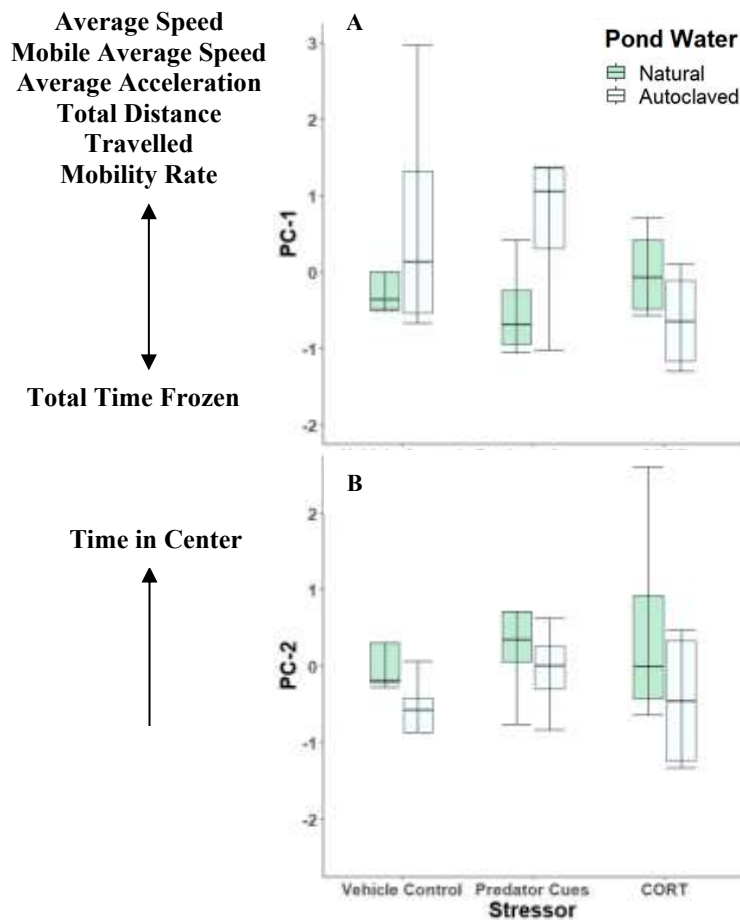 Average Speed
Mobile Average Speed
Average Acceleration
Total Distance
Travelled
Mobility Rate
Total Time Frozen
A
Pond Water
Natural
Autoclaved
3
2
1
0
-1
-2
PC-1
B
Time in Center
2
1
0
-1
-2
PC-2
Vehicle Control Predator Cues CORT
Stressor